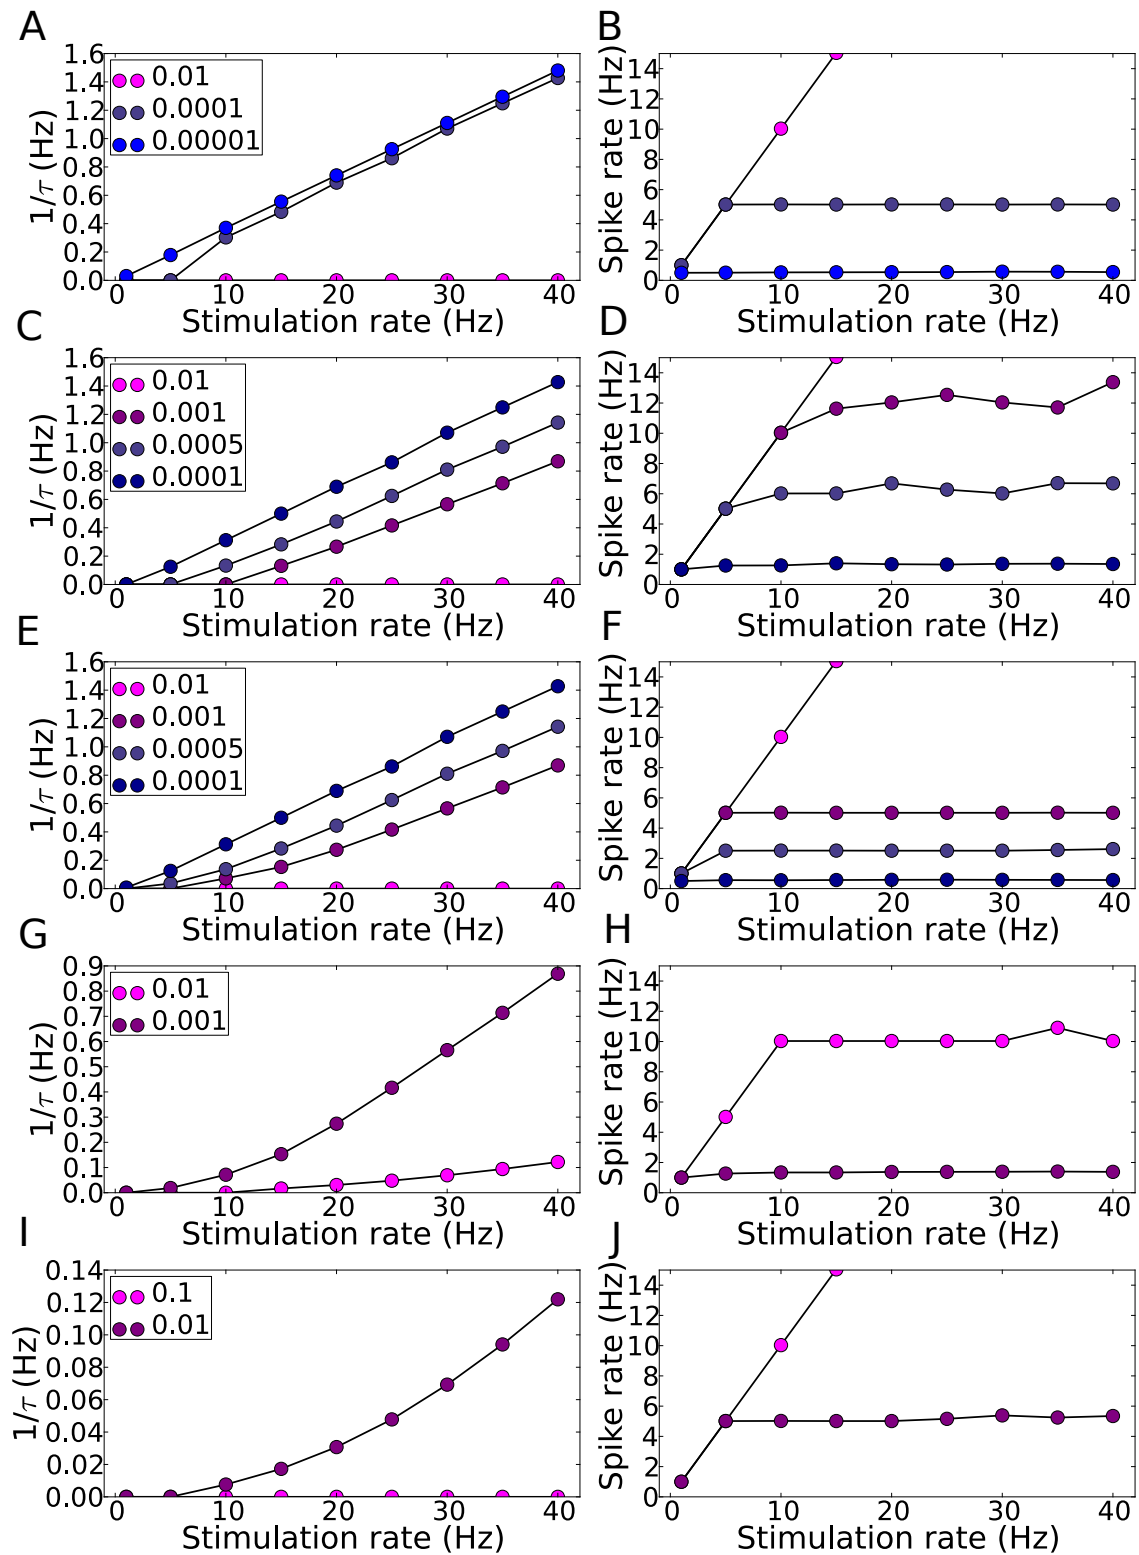 A
1/τ (Hz)
1.6
1.4
1.2
1.0
0.8
0.6
0.4
0.2
0.0
0.01
0.0001
0.00001
0 10 20 30 40
Stimulation rate (Hz)
B
Spike rate (Hz)
14
12
10
8
6
4
2
0
0 10 20 30 40
Stimulation rate (Hz)
C
1/τ (Hz)
1.6
1.4
1.2
1.0
0.8
0.6
0.4
0.2
0.0
0.01
0.001
0.0005
0.0001
0 10 20 30 40
Stimulation rate (Hz)
D
Spike rate (Hz)
14
12
10
8
6
4
2
0
0 10 20 30 40
Stimulation rate (Hz)
E
1/τ (Hz)
1.6
1.4
1.2
1.0
0.8
0.6
0.4
0.2
0.0
0.01
0.001
0.0005
0.0001
0 10 20 30 40
Stimulation rate (Hz)
F
Spike rate (Hz)
14
12
10
8
6
4
2
0
0 10 20 30 40
Stimulation rate (Hz)
G
1/τ (Hz)
0.9
0.8
0.7
0.6
0.5
0.4
0.3
0.2
0.1
0.0
0.01
0.001
0 10 20 30 40
Stimulation rate (Hz)
H
Spike rate (Hz)
14
12
10
8
6
4
2
0
0 10 20 30 40
Stimulation rate (Hz)
I
1/τ (Hz)
0.14
0.12
0.10
0.08
0.06
0.04
0.02
0.00
0.1
0.01
0 10 20 30 40
Stimulation rate (Hz)
J
Spike rate (Hz)
14
12
10
8
6
4
2
0
0 10 20 30 40
Stimulation rate (Hz)